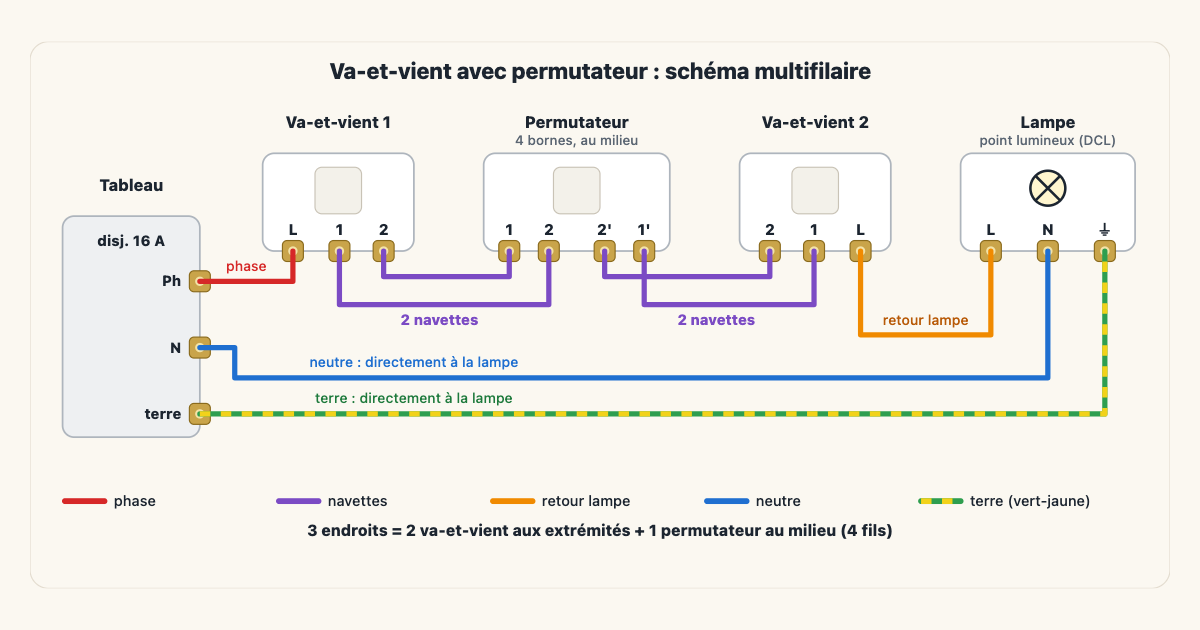 Va-et-vient avec permutateur : schéma multifilaire
Va-et-vient 1
Permutateur
4 bornes, au milieu
Va-et-vient 2
Lampe
point lumineux (DCL)
Tableau
disj. 16 A
L 1 2
1 2 2' 1'
2 1 L
L N ⏚
phase
Ph
2 navettes
2 navettes
retour lampe
N
neutre : directement à la lampe
terre : directement à la lampe
terre
phase
navettes
retour lampe
neutre
terre (vert-jaune)
3 endroits = 2 va-et-vient aux extrémités + 1 permutateur au milieu (4 fils)